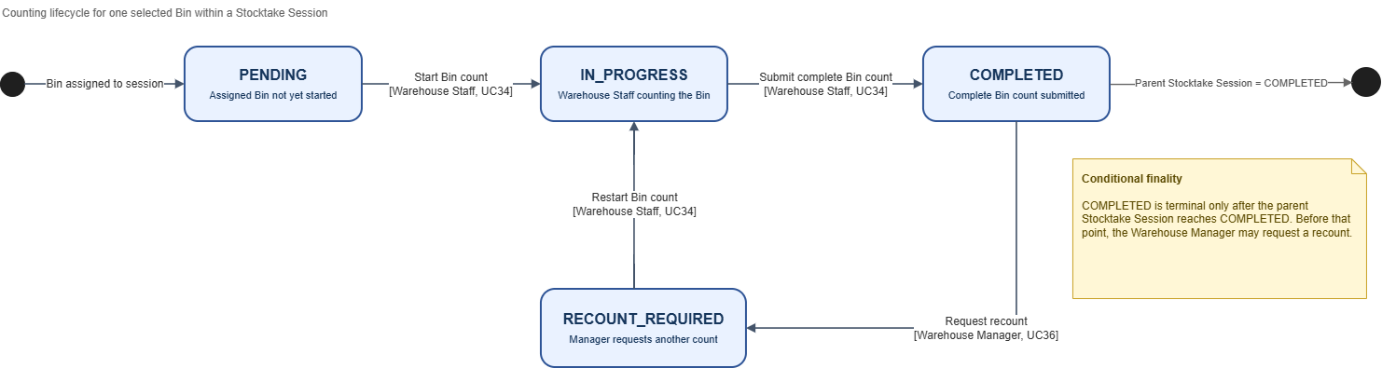 Counting lifecycle for one selected Bin within a Stocktake Session
Bin assigned to session
PENDING
Assigned Bin not yet started
Start Bin count
[Warehouse Staff, UC34]
IN_PROGRESS
Warehouse Staff counting the Bin
Submit complete Bin count
[Warehouse Staff, UC34]
COMPLETED
Complete Bin count submitted
Parent Stocktake Session = COMPLETED
Conditional finality
COMPLETED is terminal only after the parent
Stocktake Session reaches COMPLETED. Before that
point, the Warehouse Manager may request a recount.
Restart Bin count
[Warehouse Staff, UC34]
RECOUNT_REQUIRED
Manager requests another count
Request recount
[Warehouse Manager, UC36]